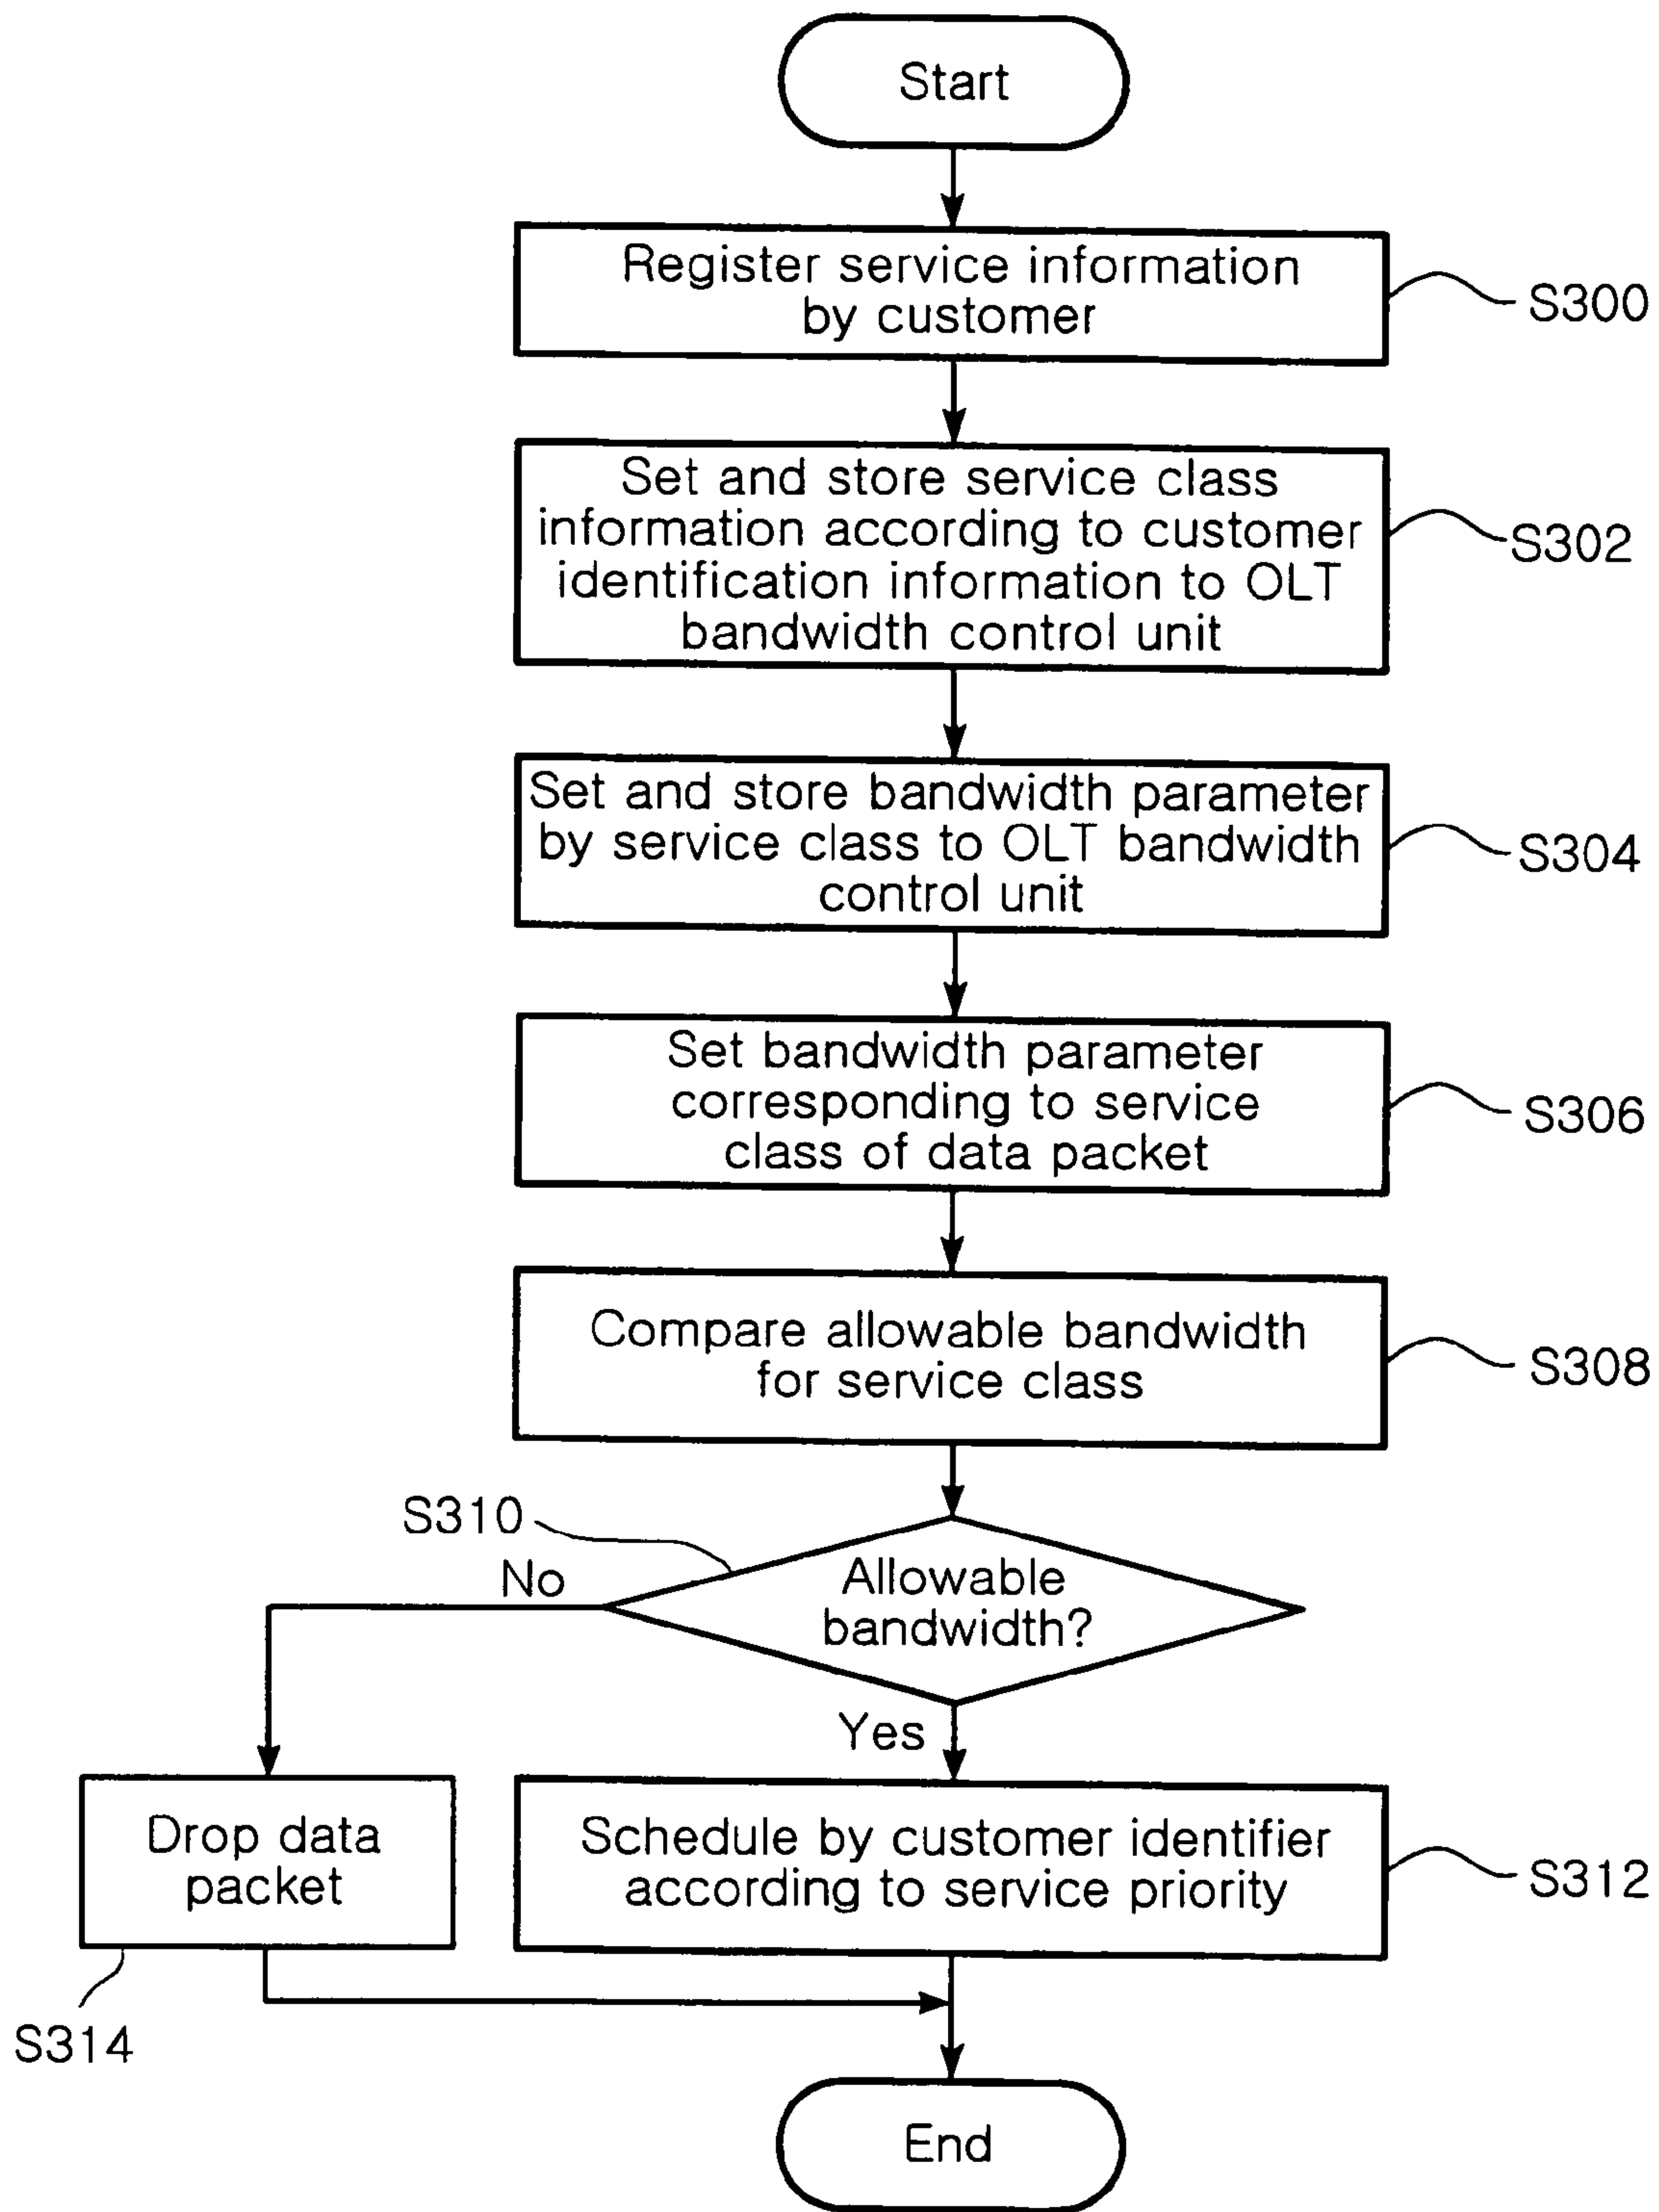 Start
Register service information
by customer
S300
Set and store service class
information according to customer
identification information to OLT
bandwidth control unit
S302
Set and store bandwidth parameter
by service class to OLT bandwidth
control unit
S304
Set bandwidth parameter
corresponding to service
class of data packet
S306
Compare allowable bandwidth
for service class
S308
S310
Allowable
bandwidth?
No
Yes
Drop data
packet
S314
Schedule by customer identifier
according to service priority
S312
End